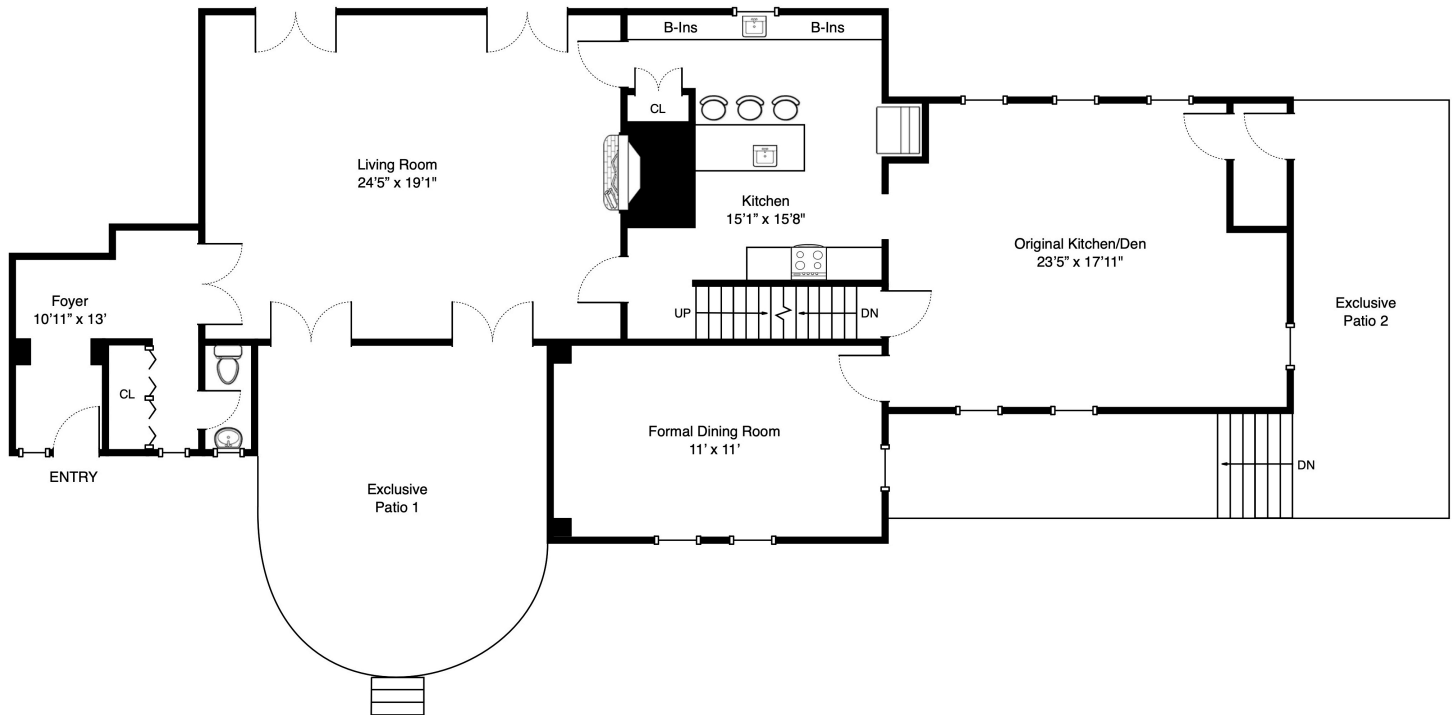 B-Ins
B-Ins
CL
Living Room
24'5” x 19'1"
Kitchen
15'1” x 15'8"
Original Kitchen/Den
23'5” x 17'11"
Foyer
10'11” x 13’
Exclusive
Patio 2
UP
DN
CL
Formal Dining Room
11’ x 11’
ENTRY
Exclusive
Patio 1
DN